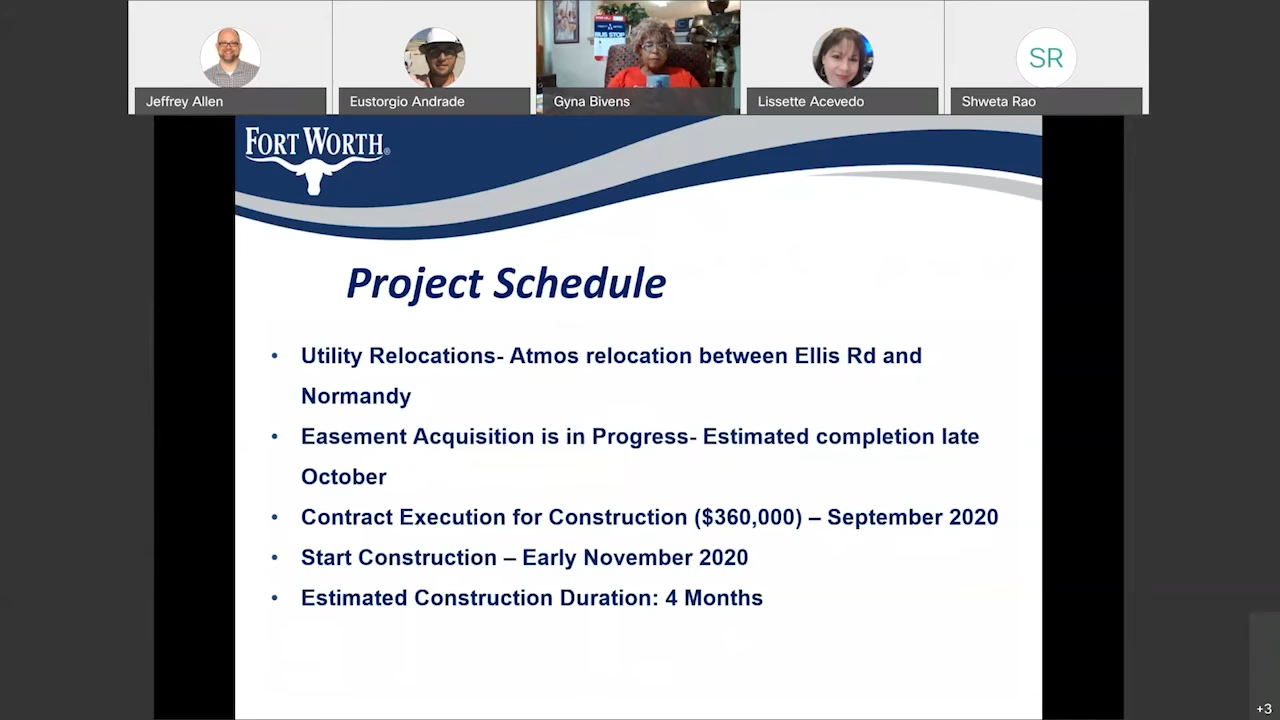 BUS STOP
SR
Jeffrey Allen
Eustorgio Andrade
Gyna Bivens
Lissette Acevedo
Shweta Rao
FORT WORTH®
Project Schedule
• Utility Relocations- Atmos relocation between Ellis Rd and
Normandy
• Easement Acquisition is in Progress- Estimated completion late
October
• Contract Execution for Construction ($360,000) – September 2020
• Start Construction – Early November 2020
• Estimated Construction Duration: 4 Months
+3